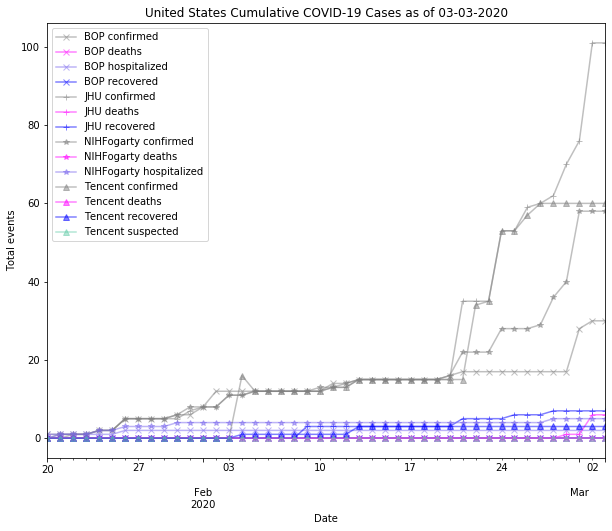 United States Cumulative COVID-19 Cases as of 03-03-2020
BOP confirmed
BOP deaths
BOP hospitalized
BOP recovered
JHU confirmed
JHU deaths
JHU recovered
NIHFogarty confirmed
NIHFogarty deaths
NIHFogarty hospitalized
Tencent confirmed
Tencent deaths
Tencent recovered
Tencent suspected
Total events
100
80
60
40
20
0
20 27 03 10 17 24 02
Feb Mar
2020
Date